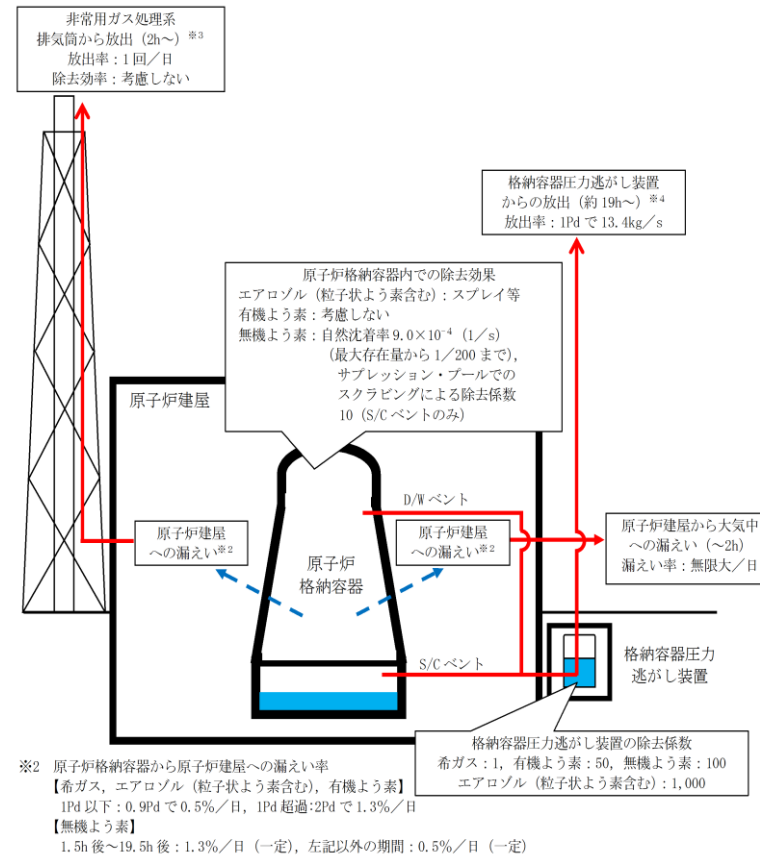 非常用ガス処理系
排気筒から放出（2h～）※3
放出率：1回／日
除去効率：考慮しない
格納容器圧力逃がし装置
からの放出（約19h～）※4
放出率：1Pdで13.4kg／s
原子炉格納容器内での除去効果
エアロゾル（粒子状よう素含む）：スプレイ等
有機よう素：考慮しない
無機よう素：自然沈着率9.0×10⁻⁴（1／s）
（最大存在量から1／200まで），
サプレッション・プールでの
スクラビングによる除去係数
10（S/Cベントのみ）
原子炉建屋
D/Wベント
原子炉建屋
への漏えい※2
原子炉
格納容器
原子炉建屋
への漏えい※2
原子炉建屋から大気中
への漏えい（～2h）
漏えい率：無限大／日
S/Cベント
格納容器圧力
逃がし装置
格納容器圧力逃がし装置の除去係数
希ガス：1，有機よう素：50，無機よう素：100
エアロゾル（粒子状よう素含む）：1,000
※2 原子炉格納容器から原子炉建屋への漏えい率
【希ガス，エアロゾル（粒子状よう素含む），有機よう素】
1Pd以下：0.9Pdで0.5％／日，1Pd超過:2Pdで1.3％／日
【無機よう素】
1.5h後～19.5h後：1.3％／日（一定），左記以外の期間：0.5％／日（一定）